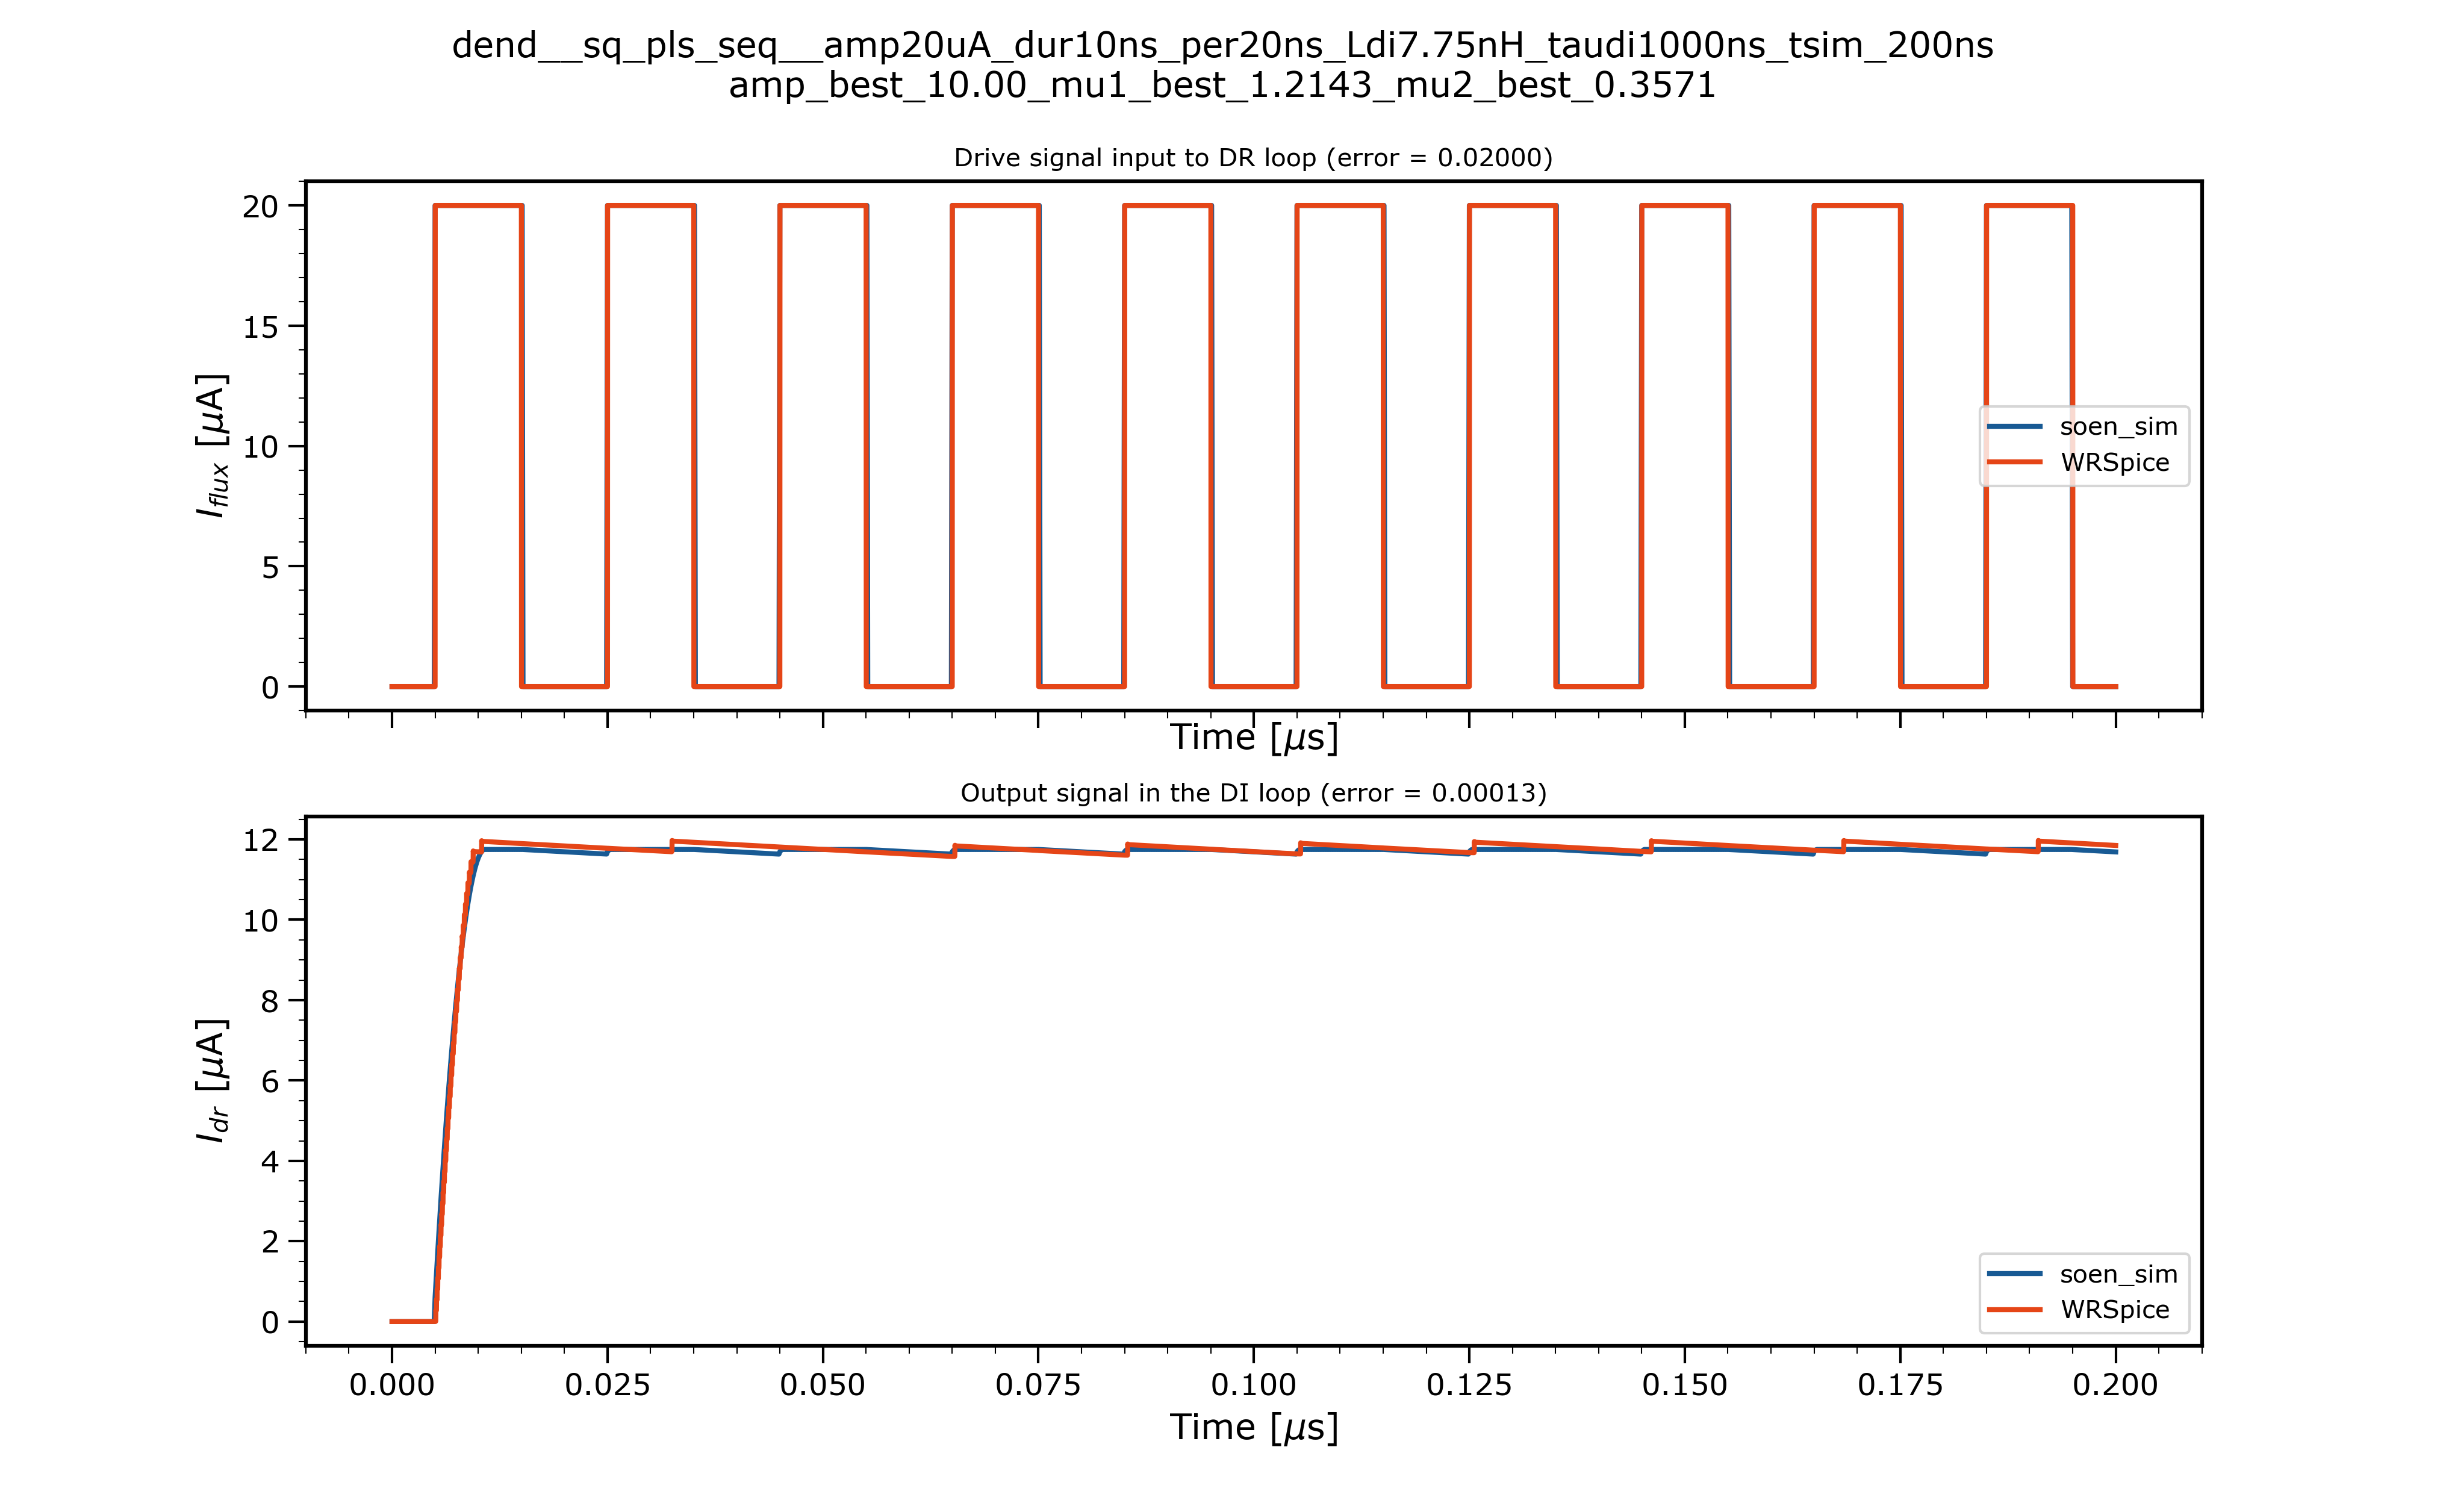 dend__sq_pls_seq__amp20uA_dur10ns_per20ns_Ldi7.75nH_taudi1000ns_tsim_200ns
amp_best_10.00_mu1_best_1.2143_mu2_best_0.3571
Drive signal input to DR loop (error = 0.02000)
20
15
10
5
0
I_flux [μA]
soen_sim
WRSpice
Time [μs]
Output signal in the DI loop (error = 0.00013)
12
10
8
6
4
2
0
I_dr [μA]
soen_sim
WRSpice
0.000 0.025 0.050 0.075 0.100 0.125 0.150 0.175 0.200
Time [μs]